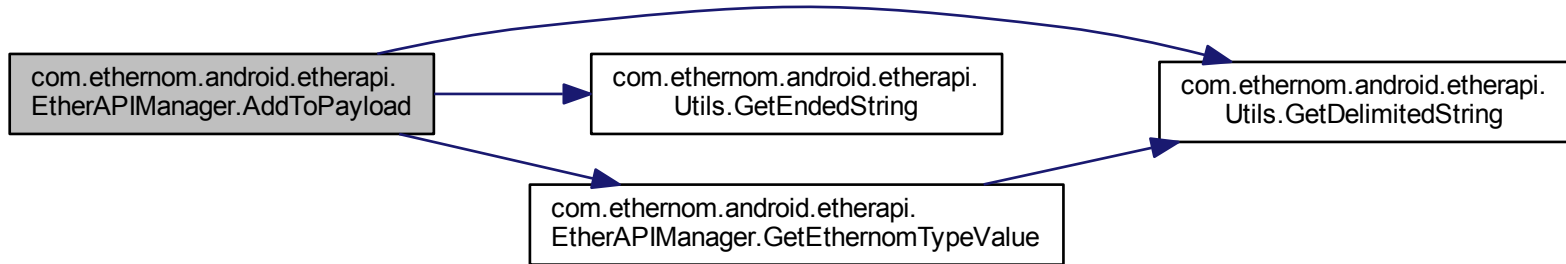 com.ethernom.android.etherapi.
EtherAPIManager.AddToPayload
com.ethernom.android.etherapi.
Utils.GetEndedString
com.ethernom.android.etherapi.
Utils.GetDelimitedString
com.ethernom.android.etherapi.
EtherAPIManager.GetEthernomTypeValue